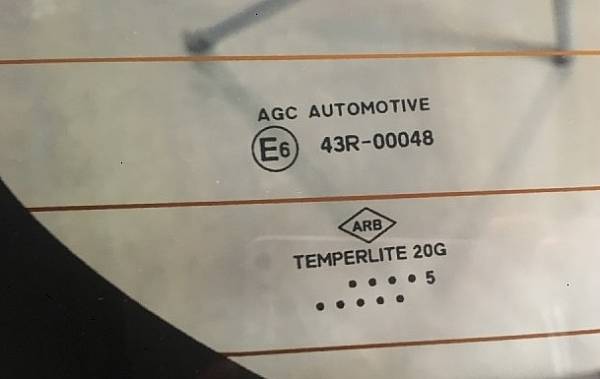 AGC AUTOMOTIVE
E6 43R-00048
ARB
TEMPERLITE 20G
•••• 5
•••••